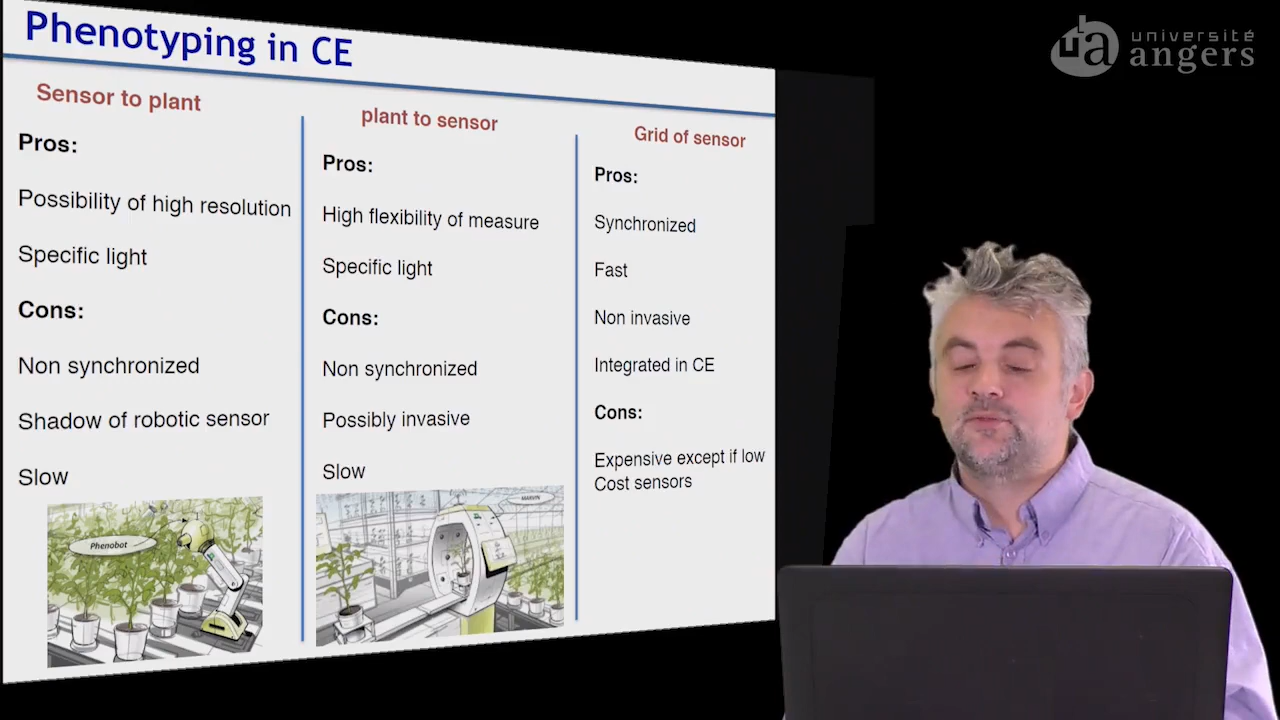 Phenotyping in CE
université
angers
Sensor to plant
Pros:
Possibility of high resolution
Specific light
Cons:
Non synchronized
Shadow of robotic sensor
Slow
Phenobot
plant to sensor
Pros:
High flexibility of measure
Specific light
Cons:
Non synchronized
Possibly invasive
Slow
MARVIN
Grid of sensor
Pros:
Synchronized
Fast
Non invasive
Integrated in CE
Cons:
Expensive except if low
Cost sensors